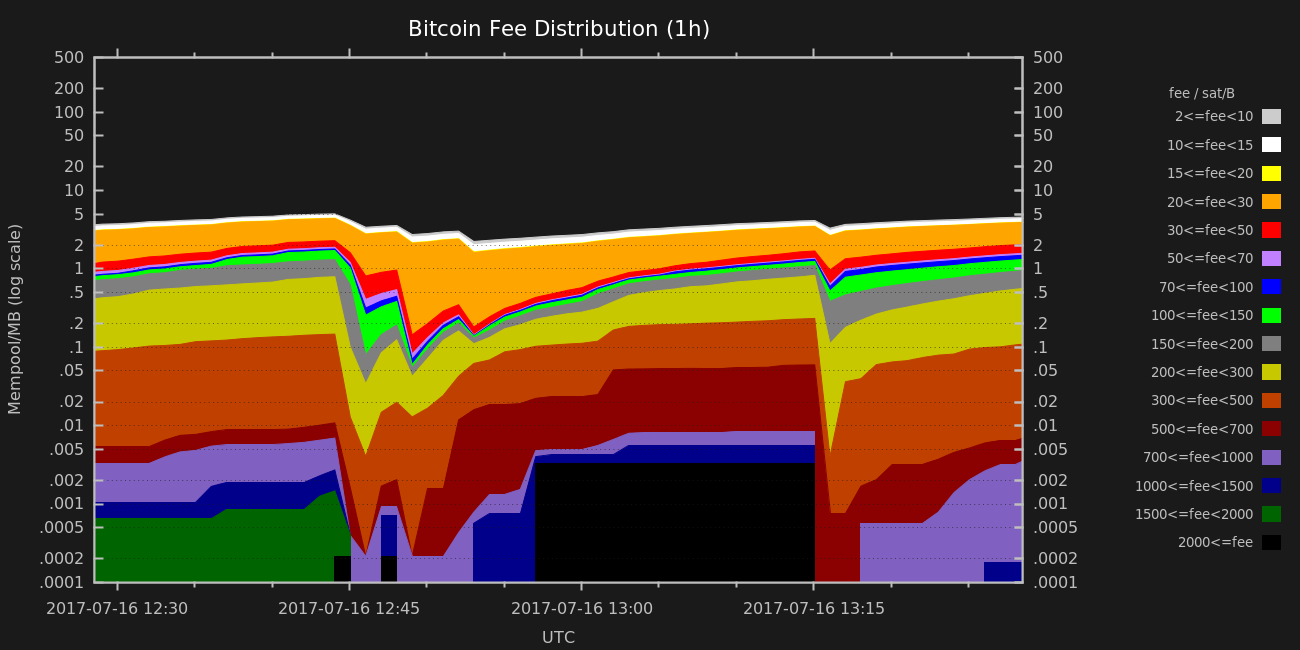 Bitcoin Fee Distribution (1h)
Mempool/MB (log scale)
500
200
100
50
20
10
5
2
1
.5
.2
.1
.05
.02
.01
.005
.002
.001
.0005
.0002
.0001
500
200
100
50
20
10
5
2
1
.5
.2
.1
.05
.02
.01
.005
.002
.001
.0005
.0002
.0001
2017-07-16 12:30
2017-07-16 12:45
2017-07-16 13:00
2017-07-16 13:15
UTC
fee / sat/B
2<=fee<10
10<=fee<15
15<=fee<20
20<=fee<30
30<=fee<50
50<=fee<70
70<=fee<100
100<=fee<150
150<=fee<200
200<=fee<300
300<=fee<500
500<=fee<700
700<=fee<1000
1000<=fee<1500
1500<=fee<2000
2000<=fee